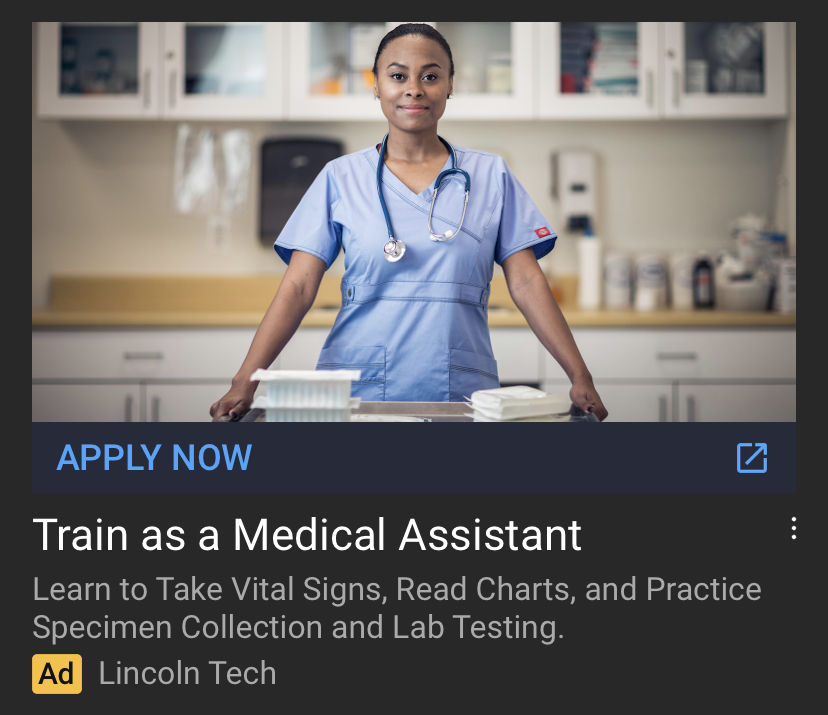 APPLY NOW
Train as a Medical Assistant
Learn to Take Vital Signs, Read Charts, and Practice
Specimen Collection and Lab Testing.
Ad Lincoln Tech